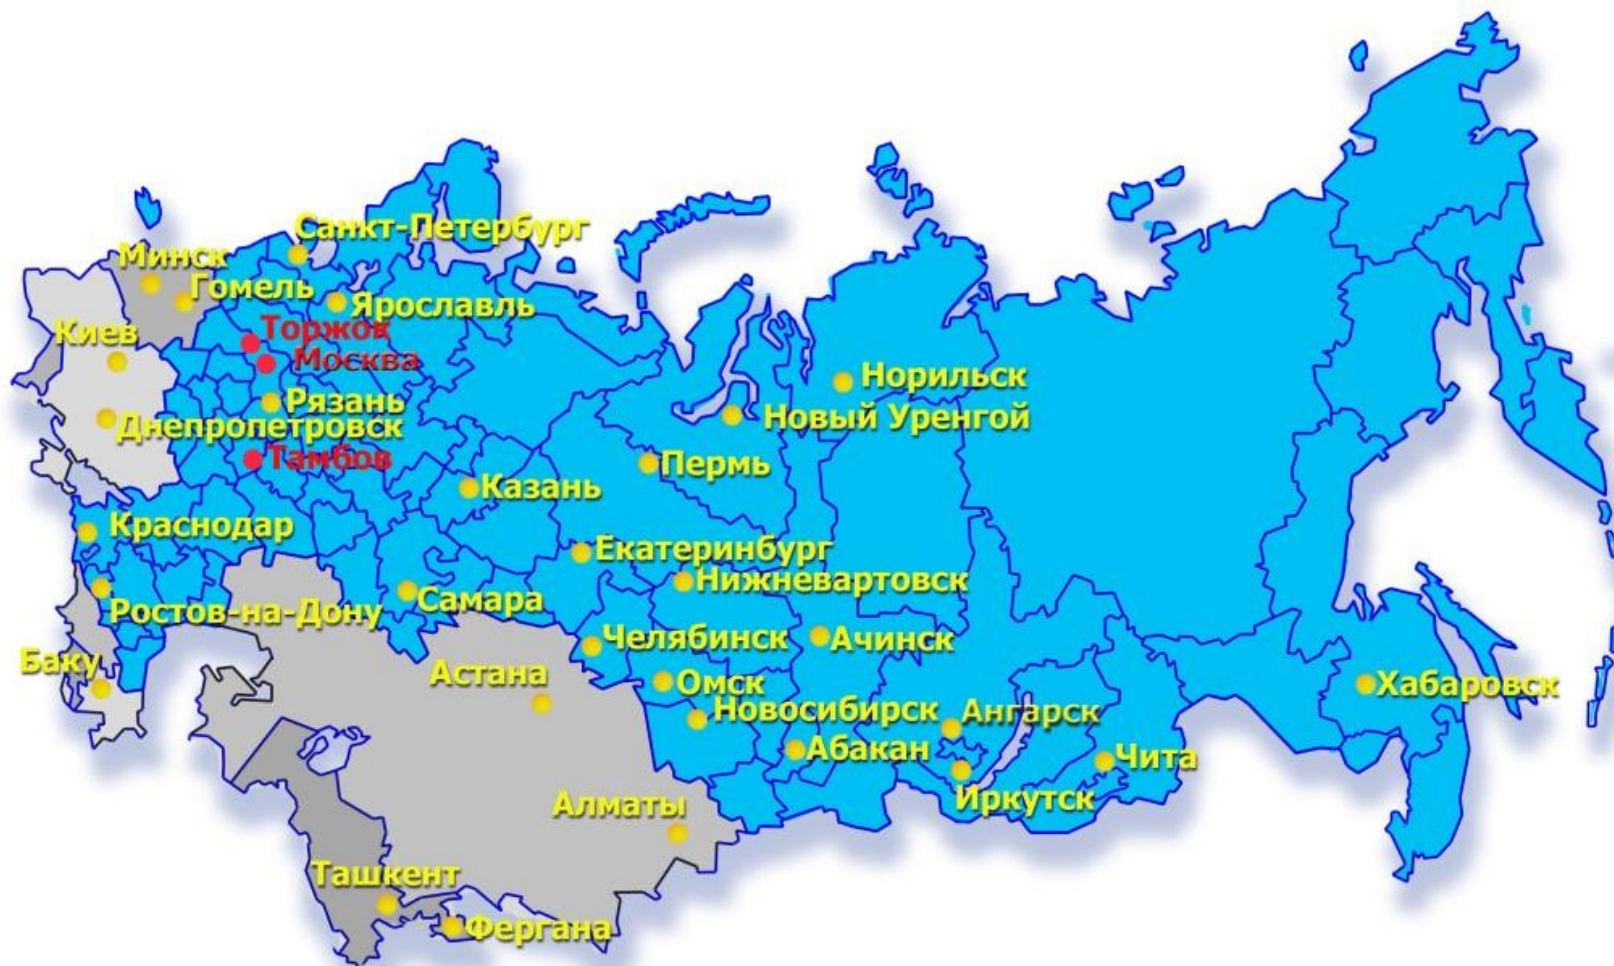 Санкт-Петербург
Минск
Гомель
Ярославль
Торжок
Киев
Москва
Норильск
Рязань
Новый Уренгой
Днепропетровск
Тамбов
Пермь
Казань
Краснодар
Екатеринбург
Нижневартовск
Самара
Ростов-на-Дону
Челябинск
Ачинск
Баку
Астана
Омск
Хабаровск
Новосибирск
Ангарск
Абакан
Чита
Иркутск
Алматы
Ташкент
Фергана